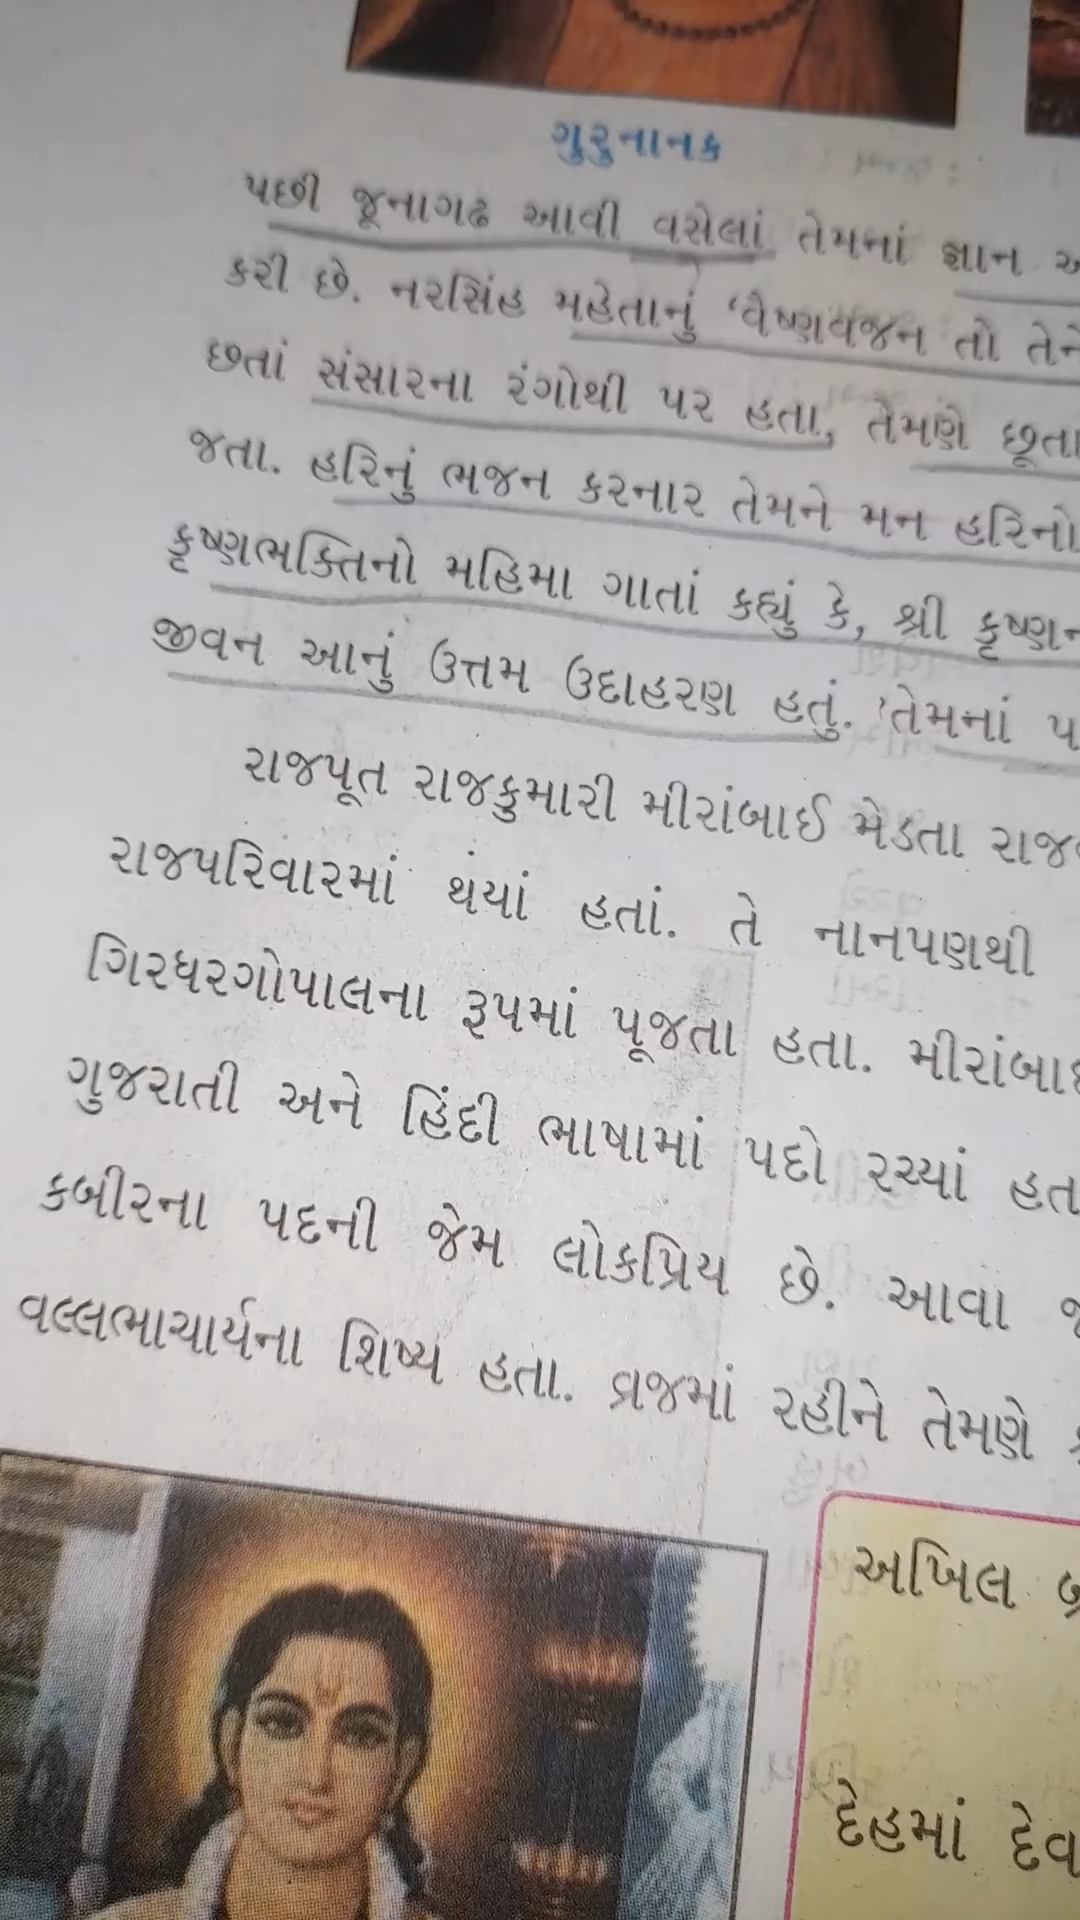 ગુરુનાનક
પછી જૂનાગઢ આવી વસેલાં તેમનાં જ્ઞાન
કરી છે. નરસિંહ મહેતાનું ‘વૈષ્ણવજન તો તેને
છતાં સંસારના રંગોથી પર હતા, તેમણે
જતા. હરિનું ભજન કરનાર તેમને મન હરિનો
કૃષ્ણભક્તિનો મહિમા ગાતાં કહ્યું કે, શ્રી
જીવન આનું ઉત્તમ ઉદાહરણ હતું. તેમનાં
રાજપૂત રાજકુમારી મીરાંબાઈ મેડતા
રાજપરિવારમાં થયાં હતાં. તે નાનપણથી
ગિરધરગોપાલના રૂપમાં પૂજતા હતા.
ગુજરાતી અને હિંદી ભાષામાં પદો રચ્યાં
કબીરના પદની જેમ લોકપ્રિય છે. આવા
વલ્લભાચાર્યના શિષ્ય હતા. વ્રજમાં રહીને તેમણે
અખિલ
દેહમાં દેવ